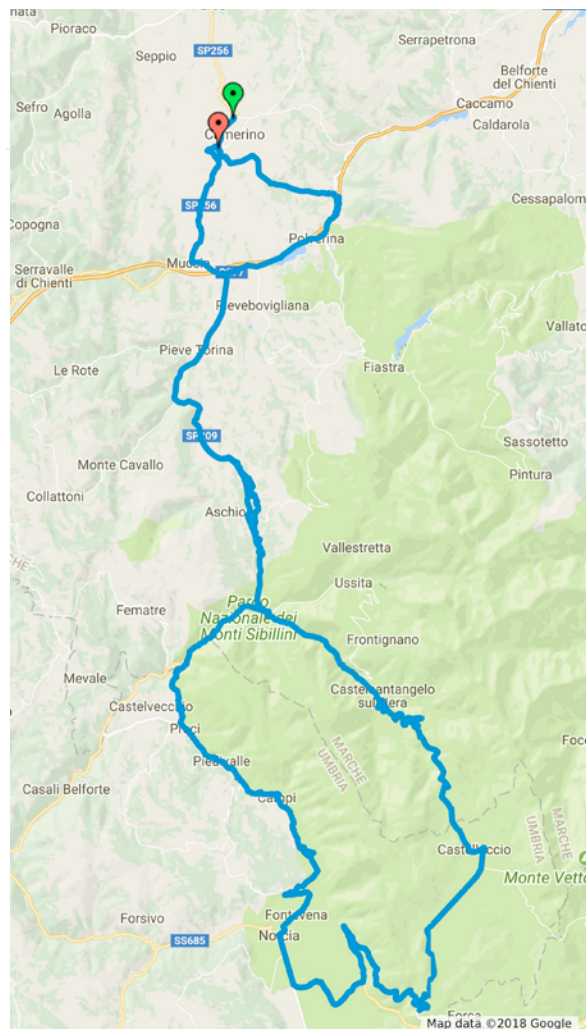 nata
Pioraco
SP256
Serrapetrona
Seppio
Belforte
del Chienti
Sefro
Agolla
Caccamo
Caldarola
Camerino
Cessapalom
Copogna
SP256
Polverina
Serravalle
di Chienti
Muccia
Pievebovigliana
Vallato
Pieve Torina
Fiastra
Le Rote
SP209
Sassotetto
Monte Cavallo
Pintura
Collattoni
Aschio
Vallestretta
Ussita
Parco
Nazionale dei
Monti Sibillini
Fematre
Frontignano
Mevale
Castelsantangelo
sul Nera
Castelvecchio
Preci
MARCHE
UMBRIA
Foce
Piedivalle
Casali Belforte
Campi
MARCHE
UMBRIA
Castelluccio
Monte Vetto
Forsivo
Fontevena
Norcia
SS685
Forca
Map data ©2018 Google